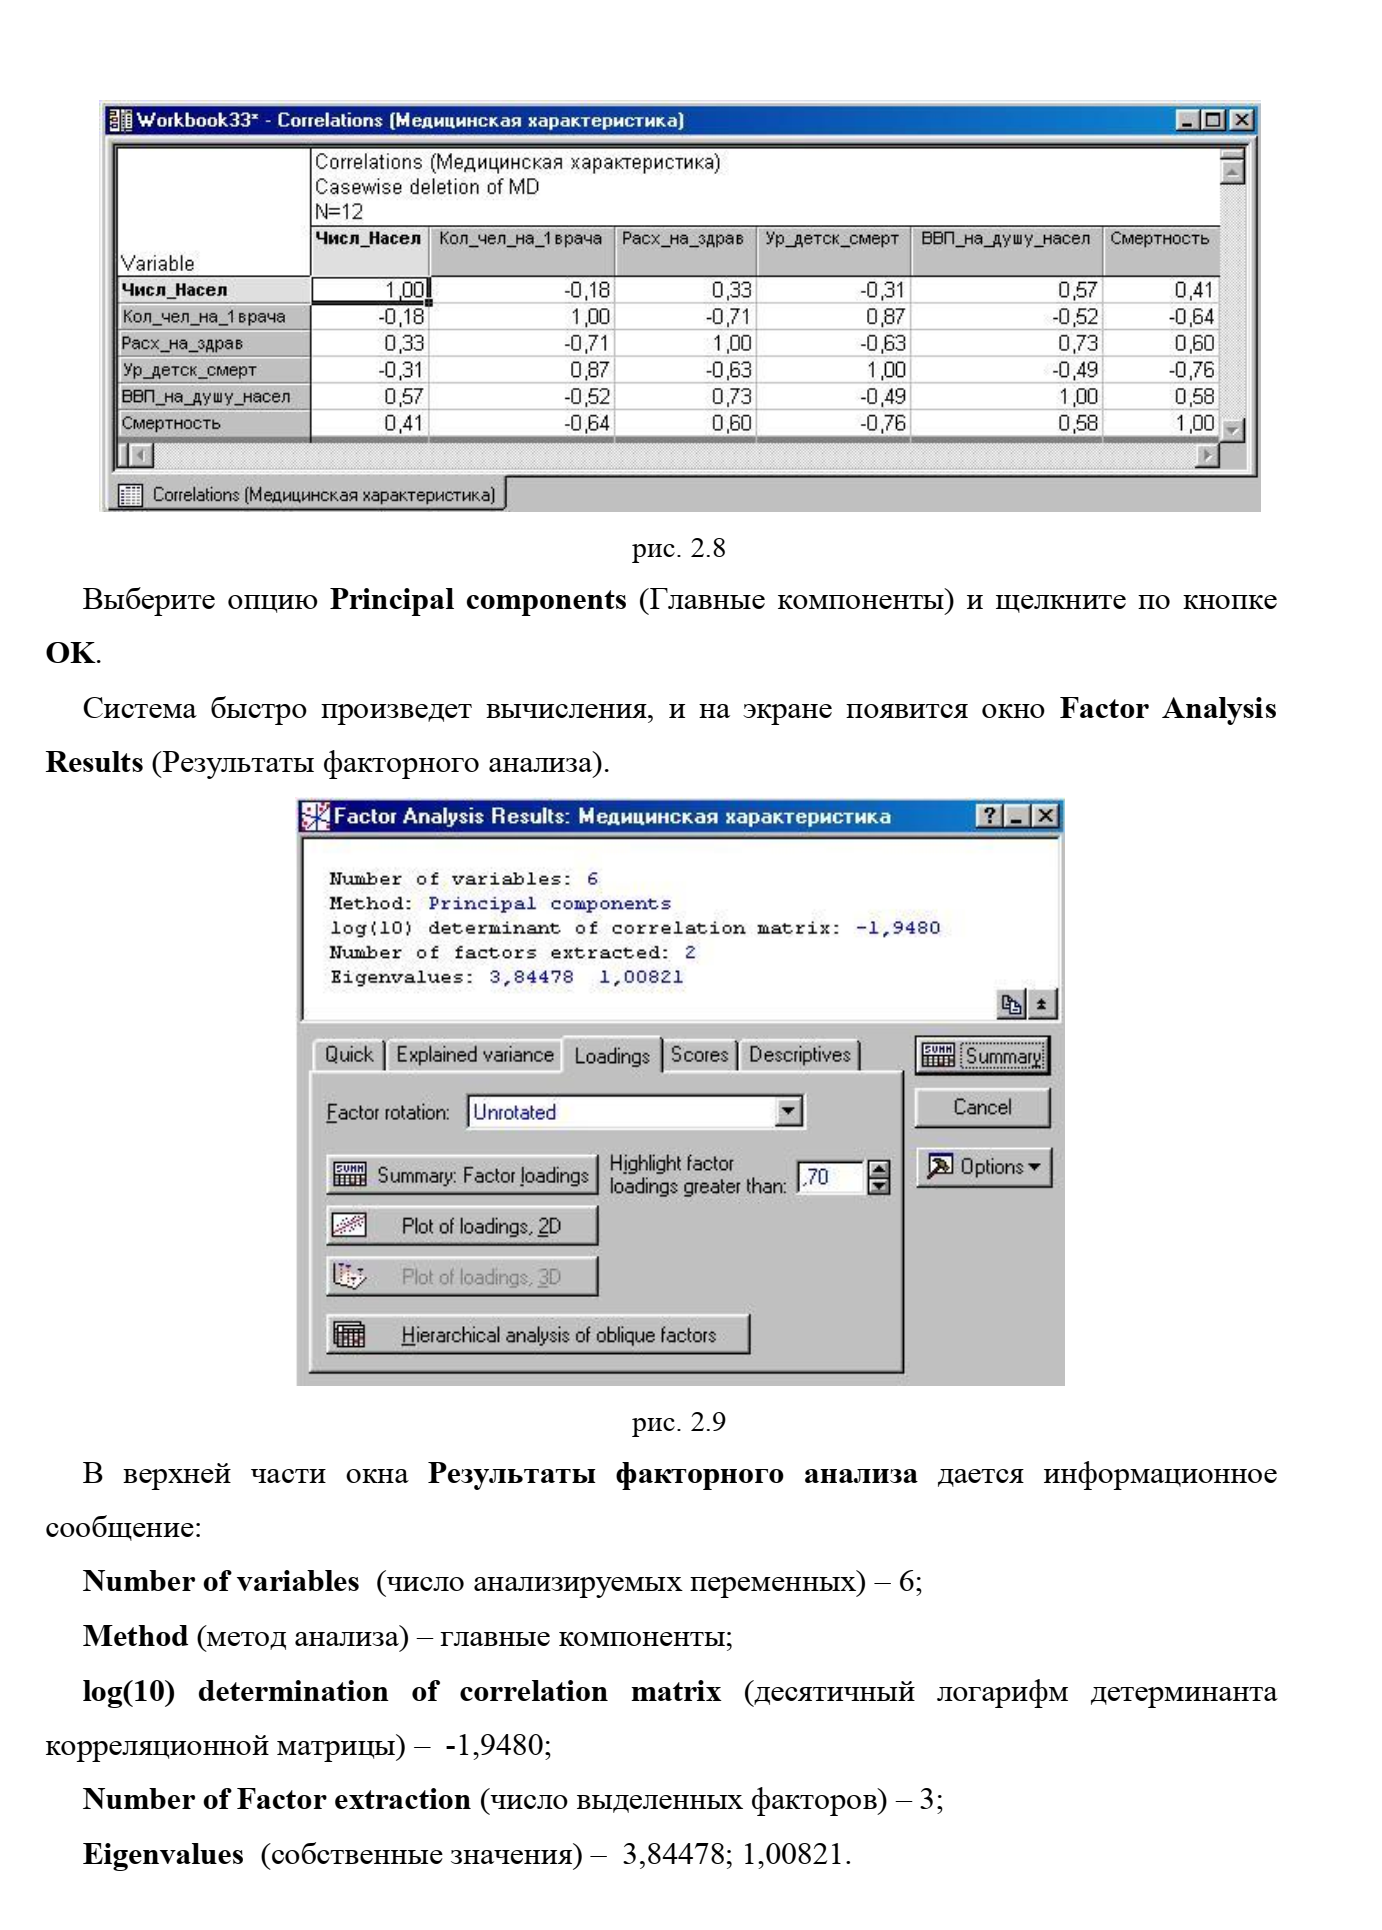 Workbook33* - Correlations (Медицинская характеристика)
Correlations (Медицинская характеристика)
Casewise deletion of MD
N=12
Variable Числ_Насел Кол_чел_на_1врача Расх_на_здрав Ур_детск_смерт ВВП_на_душу_насел Смертность
Числ_Насел 1,00 -0,18 0,33 -0,31 0,57 0,41
Кол_чел_на_1врача -0,18 1,00 -0,71 0,87 -0,52 -0,64
Расх_на_здрав 0,33 -0,71 1,00 -0,63 0,73 0,60
Ур_детск_смерт -0,31 0,87 -0,63 1,00 -0,49 -0,76
ВВП_на_душу_насел 0,57 -0,52 0,73 -0,49 1,00 0,58
Смертность 0,41 -0,64 0,60 -0,76 0,58 1,00
Correlations (Медицинская характеристика)
рис. 2.8
Выберите опцию Principal components (Главные компоненты) и щелкните по кнопке
OK.
Система быстро произведет вычисления, и на экране появится окно Factor Analysis
Results (Результаты факторного анализа).
Factor Analysis Results: Медицинская характеристика
Number of variables: 6
Method: Principal components
log(10) determinant of correlation matrix: -1,9480
Number of factors extracted: 2
Eigenvalues: 3,84478 1,00821
Quick Explained variance Loadings Scores Descriptives
Summary
Factor rotation: Unrotated
Cancel
Summary: Factor loadings
Highlight factor
loadings greater than: ,70
Options
Plot of loadings, 2D
Plot of loadings, 3D
Hierarchical analysis of oblique factors
рис. 2.9
В верхней части окна Результаты факторного анализа дается информационное
сообщение:
Number of variables (число анализируемых переменных) – 6;
Method (метод анализа) – главные компоненты;
log(10) determination of correlation matrix (десятичный логарифм детерминанта
корреляционной матрицы) – -1,9480;
Number of Factor extraction (число выделенных факторов) – 3;
Eigenvalues (собственные значения) – 3,84478; 1,00821.